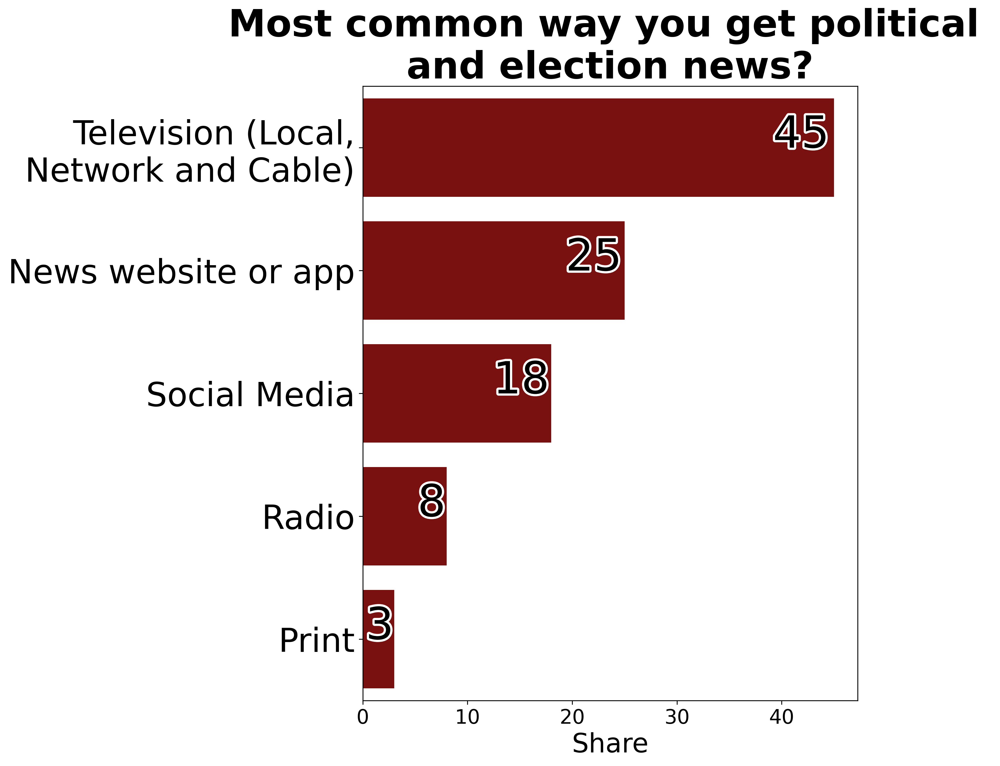 Most common way you get political
and election news?
Television (Local,
Network and Cable)
45
News website or app
25
Social Media
18
Radio
8
Print
3
0 10 20 30 40
Share